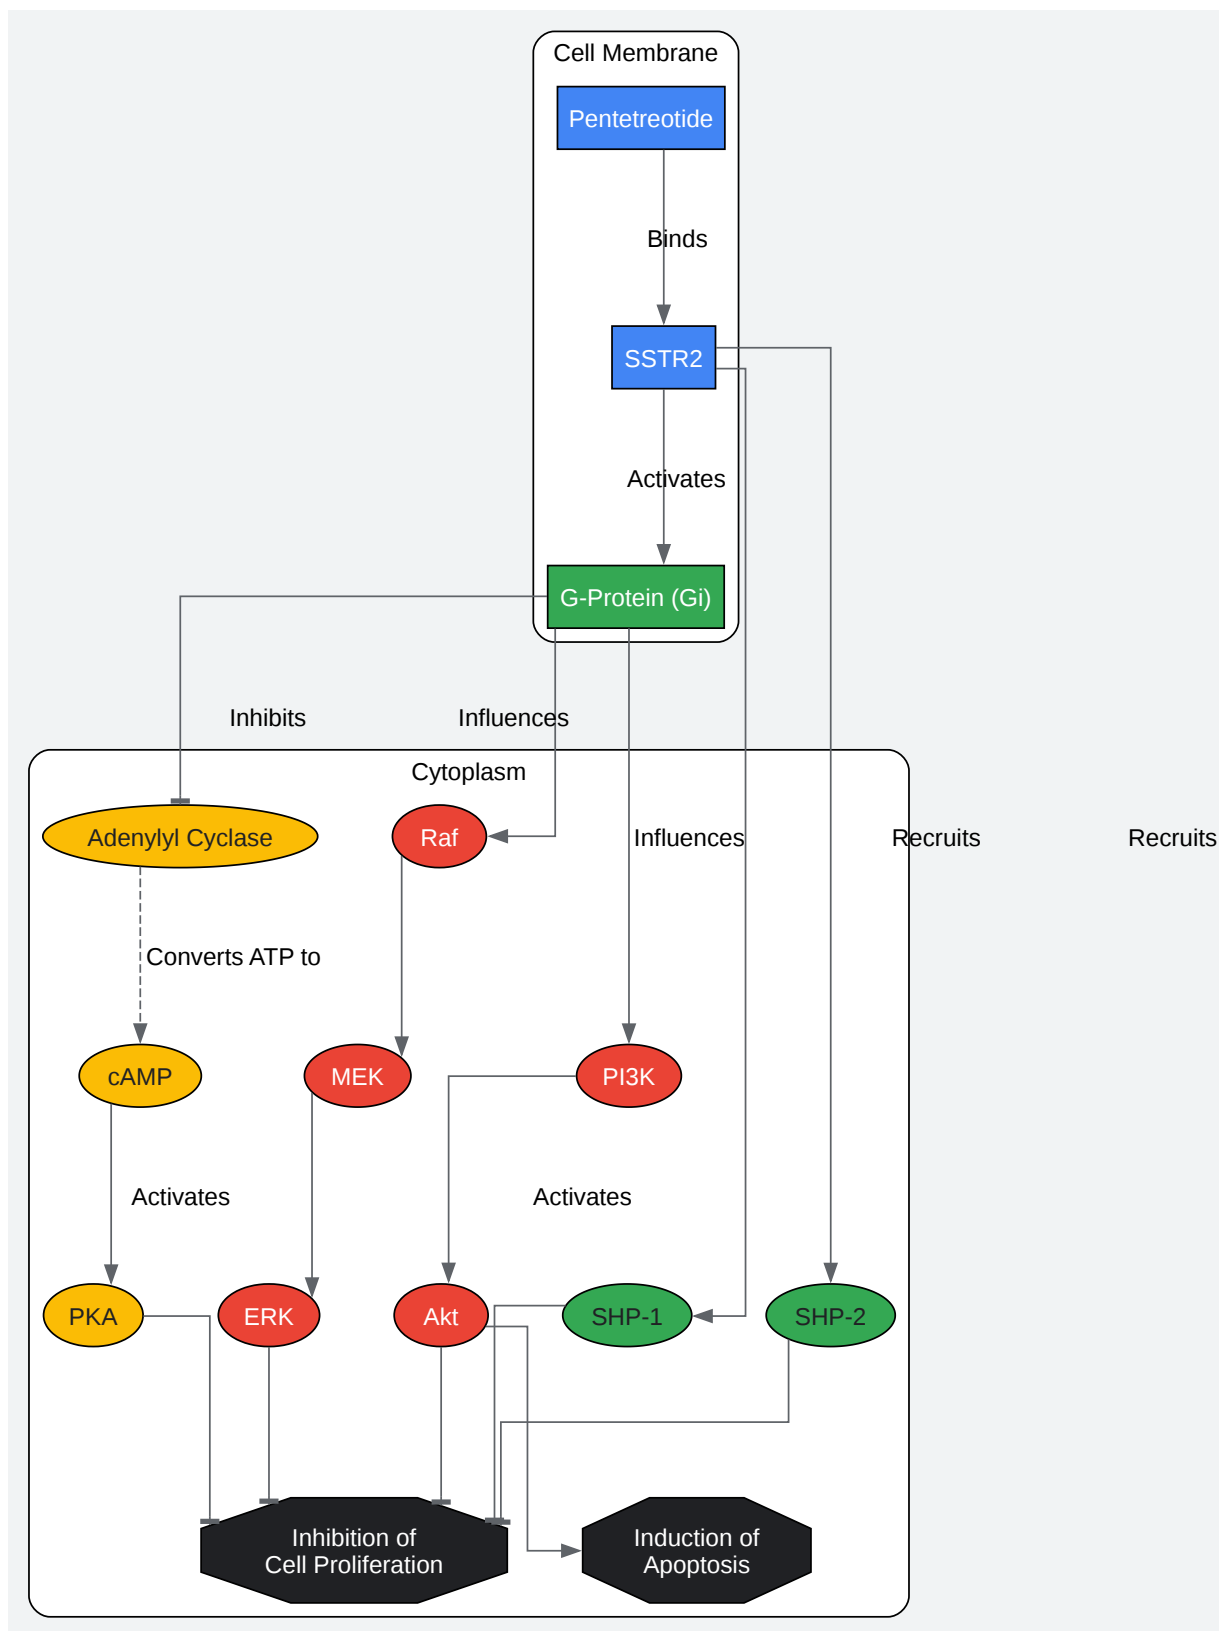 Cell Membrane
Pentetreotide
Binds
SSTR2
Activates
G-Protein (Gi)
Inhibits
Influences
Cytoplasm
Adenylyl Cyclase
Raf
Influences
Recruits
Recruits
Converts ATP to
cAMP
MEK
PI3K
Activates
Activates
PKA
ERK
Akt
SHP-1
SHP-2
Inhibition of
Cell Proliferation
Induction of
Apoptosis